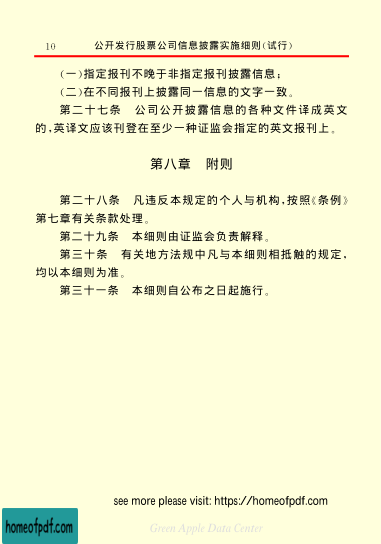 10 公开发行股票公司信息披露实施细则(试行)
(一)指定报刊不晚于非指定报刊披露信息;
(二)在不同报刊上披露同一信息的文字一致。
第二十七条 公司公开披露信息的各种文件译成英文
的,英译文应该刊登在至少一种证监会指定的英文报刊上。
第八章 附则
第二十八条 凡违反本规定的个人与机构,按照《条例》
第七章有关条款处理。
第二十九条 本细则由证监会负责解释。
第三十条 有关地方法规中凡与本细则相抵触的规定,
均以本细则为准。
第三十一条 本细则自公布之日起施行。
see more please visit: https://homeofpdf.com
homeofpdf.com
Green Apple Data Center